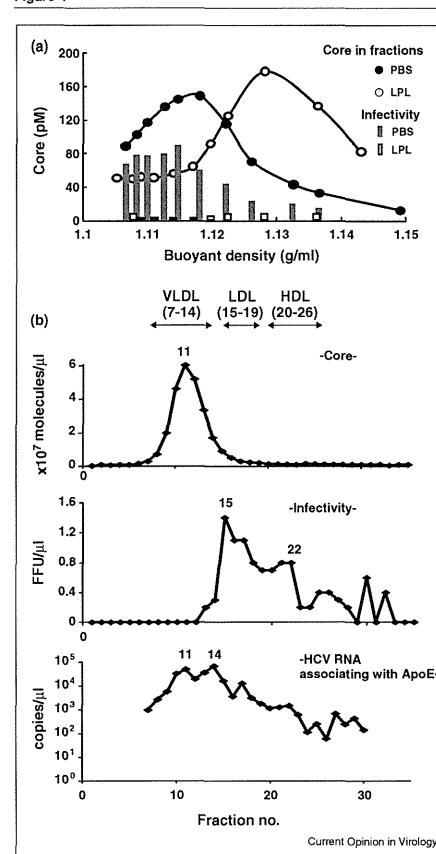 (a)
200
160
120
80
40
0
Core (pM)
Core in fractions
PBS
LPL
Infectivity
PBS
LPL
1.1 1.11 1.12 1.13 1.14 1.15
Buoyant density (g/ml)
(b)
VLDL LDL HDL
(7-14) (15-19) (20-26)
11
-Core-
6
4
2
0
0
x10⁷ molecules/µl
15
-Infectivity-
22
1.6
1.2
0.8
0.4
0
0
FFU/µl
11 14
-HCV RNA
associating with ApoE-
10⁵
10⁴
10³
10²
10¹
10⁰
copies/µl
0 10 20 30
Fraction no.
Current Opinion in Virology